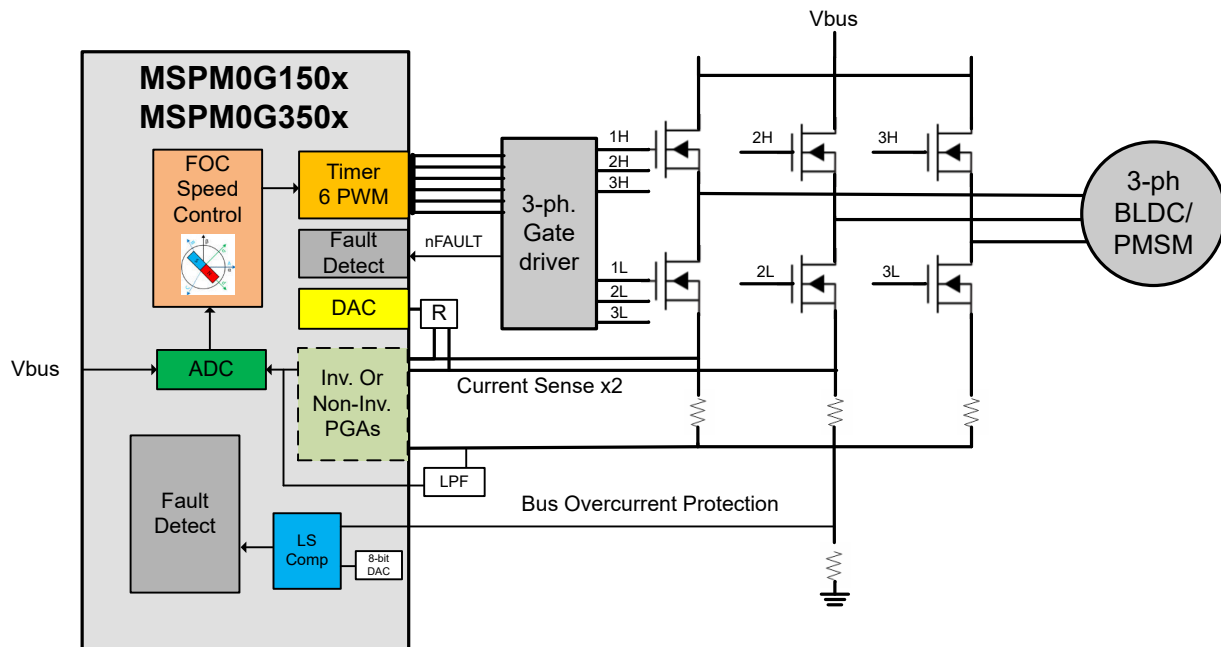 Vbus
MSPM0G150x
MSPM0G350x
FOC
Speed
Control
Timer
6 PWM
Fault
Detect
nFAULT
DAC
R
3-ph.
Gate
driver
1H
2H
3H
1L
2L
3L
2H
3H
2L
3L
3-ph
BLDC/
PMSM
Vbus
ADC
Inv. Or
Non-Inv.
PGAs
Current Sense x2
LPF
Bus Overcurrent Protection
Fault
Detect
LS
Comp
8-bit
DAC